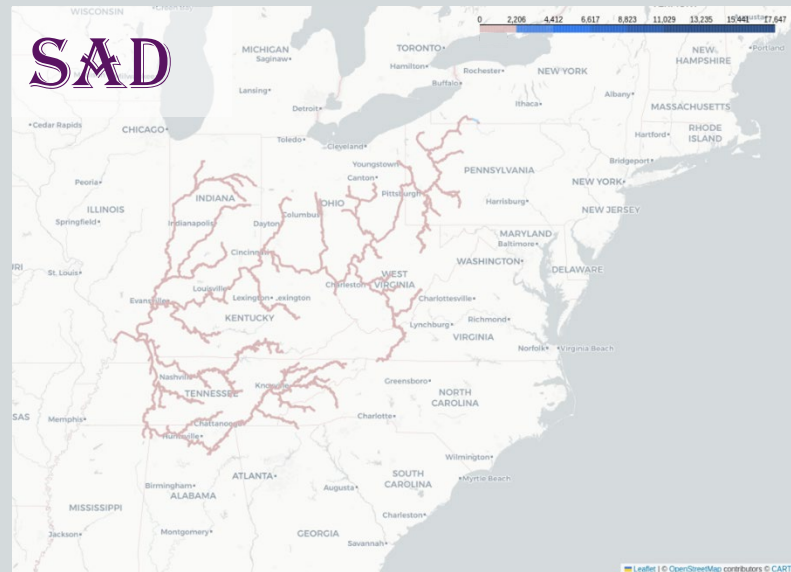 SAD
0 2,206 4,412 6,617 8,823 11,029 13,235 15,441 17,647
WISCONSIN
MICHIGAN
Saginaw
TORONTO
Hamilton
Portland
NEW HAMPSHIRE
Rochester
NEW YORK
Buffalo
Lansing
Albany
Ithaca
MASSACHUSETTS
Detroit
Cedar Rapids
CHICAGO
Hartford
RHODE ISLAND
Toledo
Cleveland
Bridgeport
Youngstown
PENNSYLVANIA
Canton
Peoria
NEW YORK
Pittsburgh
INDIANA
OHIO
Harrisburg
ILLINOIS
NEW JERSEY
Columbus
Springfield
Indianapolis
Dayton
MARYLAND
Baltimore
Cincin
WASHINGTON
DELAWARE
St. Louis
WEST VIRGINIA
Charleston
Louisville
Lexington
Evans
Charlottesville
KENTUCKY
Richmond
Lynchburg
VIRGINIA
Norfolk
Virginia Beach
Nashville
Greensboro
TENNESSEE
NORTH CAROLINA
Memphis
Charlotte
Chattanoo
Huntsville
Wilmington
ATLANTA
SOUTH CAROLINA
Myrtle Beach
Birmingham
Augusta
ALABAMA
MISSISSIPPI
Charleston
Jackson
Montgomery
GEORGIA
Savannah
Leaflet | © OpenStreetMap contributors © CART